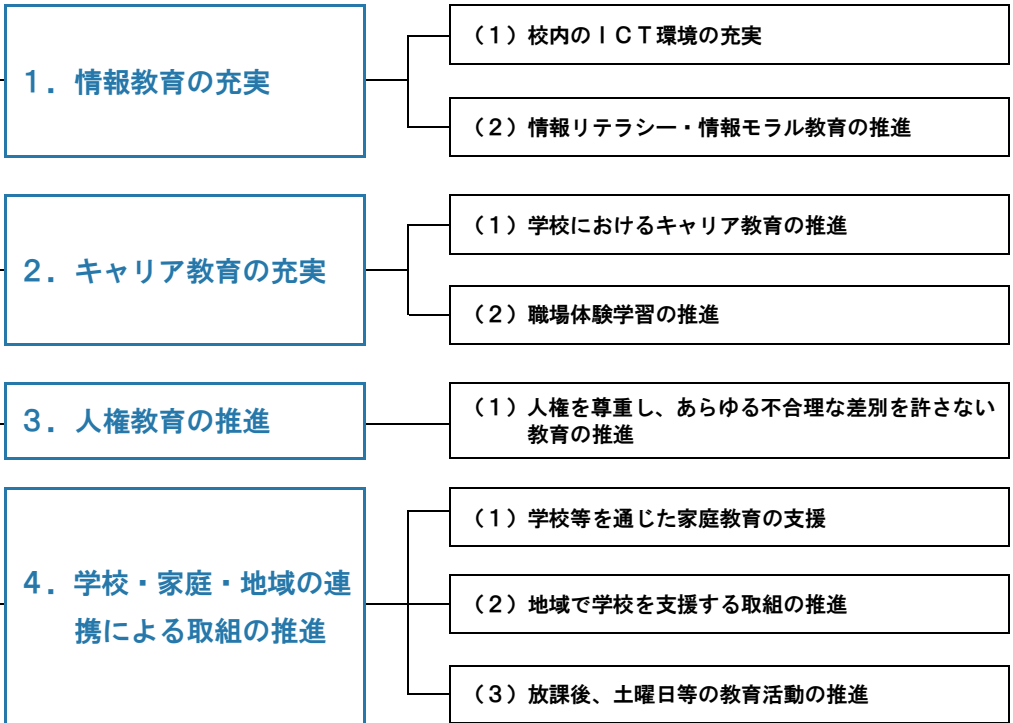 1．情報教育の充実
（1）校内のＩＣＴ環境の充実
（2）情報リテラシー・情報モラル教育の推進
2．キャリア教育の充実
（1）学校におけるキャリア教育の推進
（2）職場体験学習の推進
3．人権教育の推進
（1）人権を尊重し、あらゆる不合理な差別を許さない
教育の推進
4．学校・家庭・地域の連
携による取組の推進
（1）学校等を通じた家庭教育の支援
（2）地域で学校を支援する取組の推進
（3）放課後、土曜日等の教育活動の推進